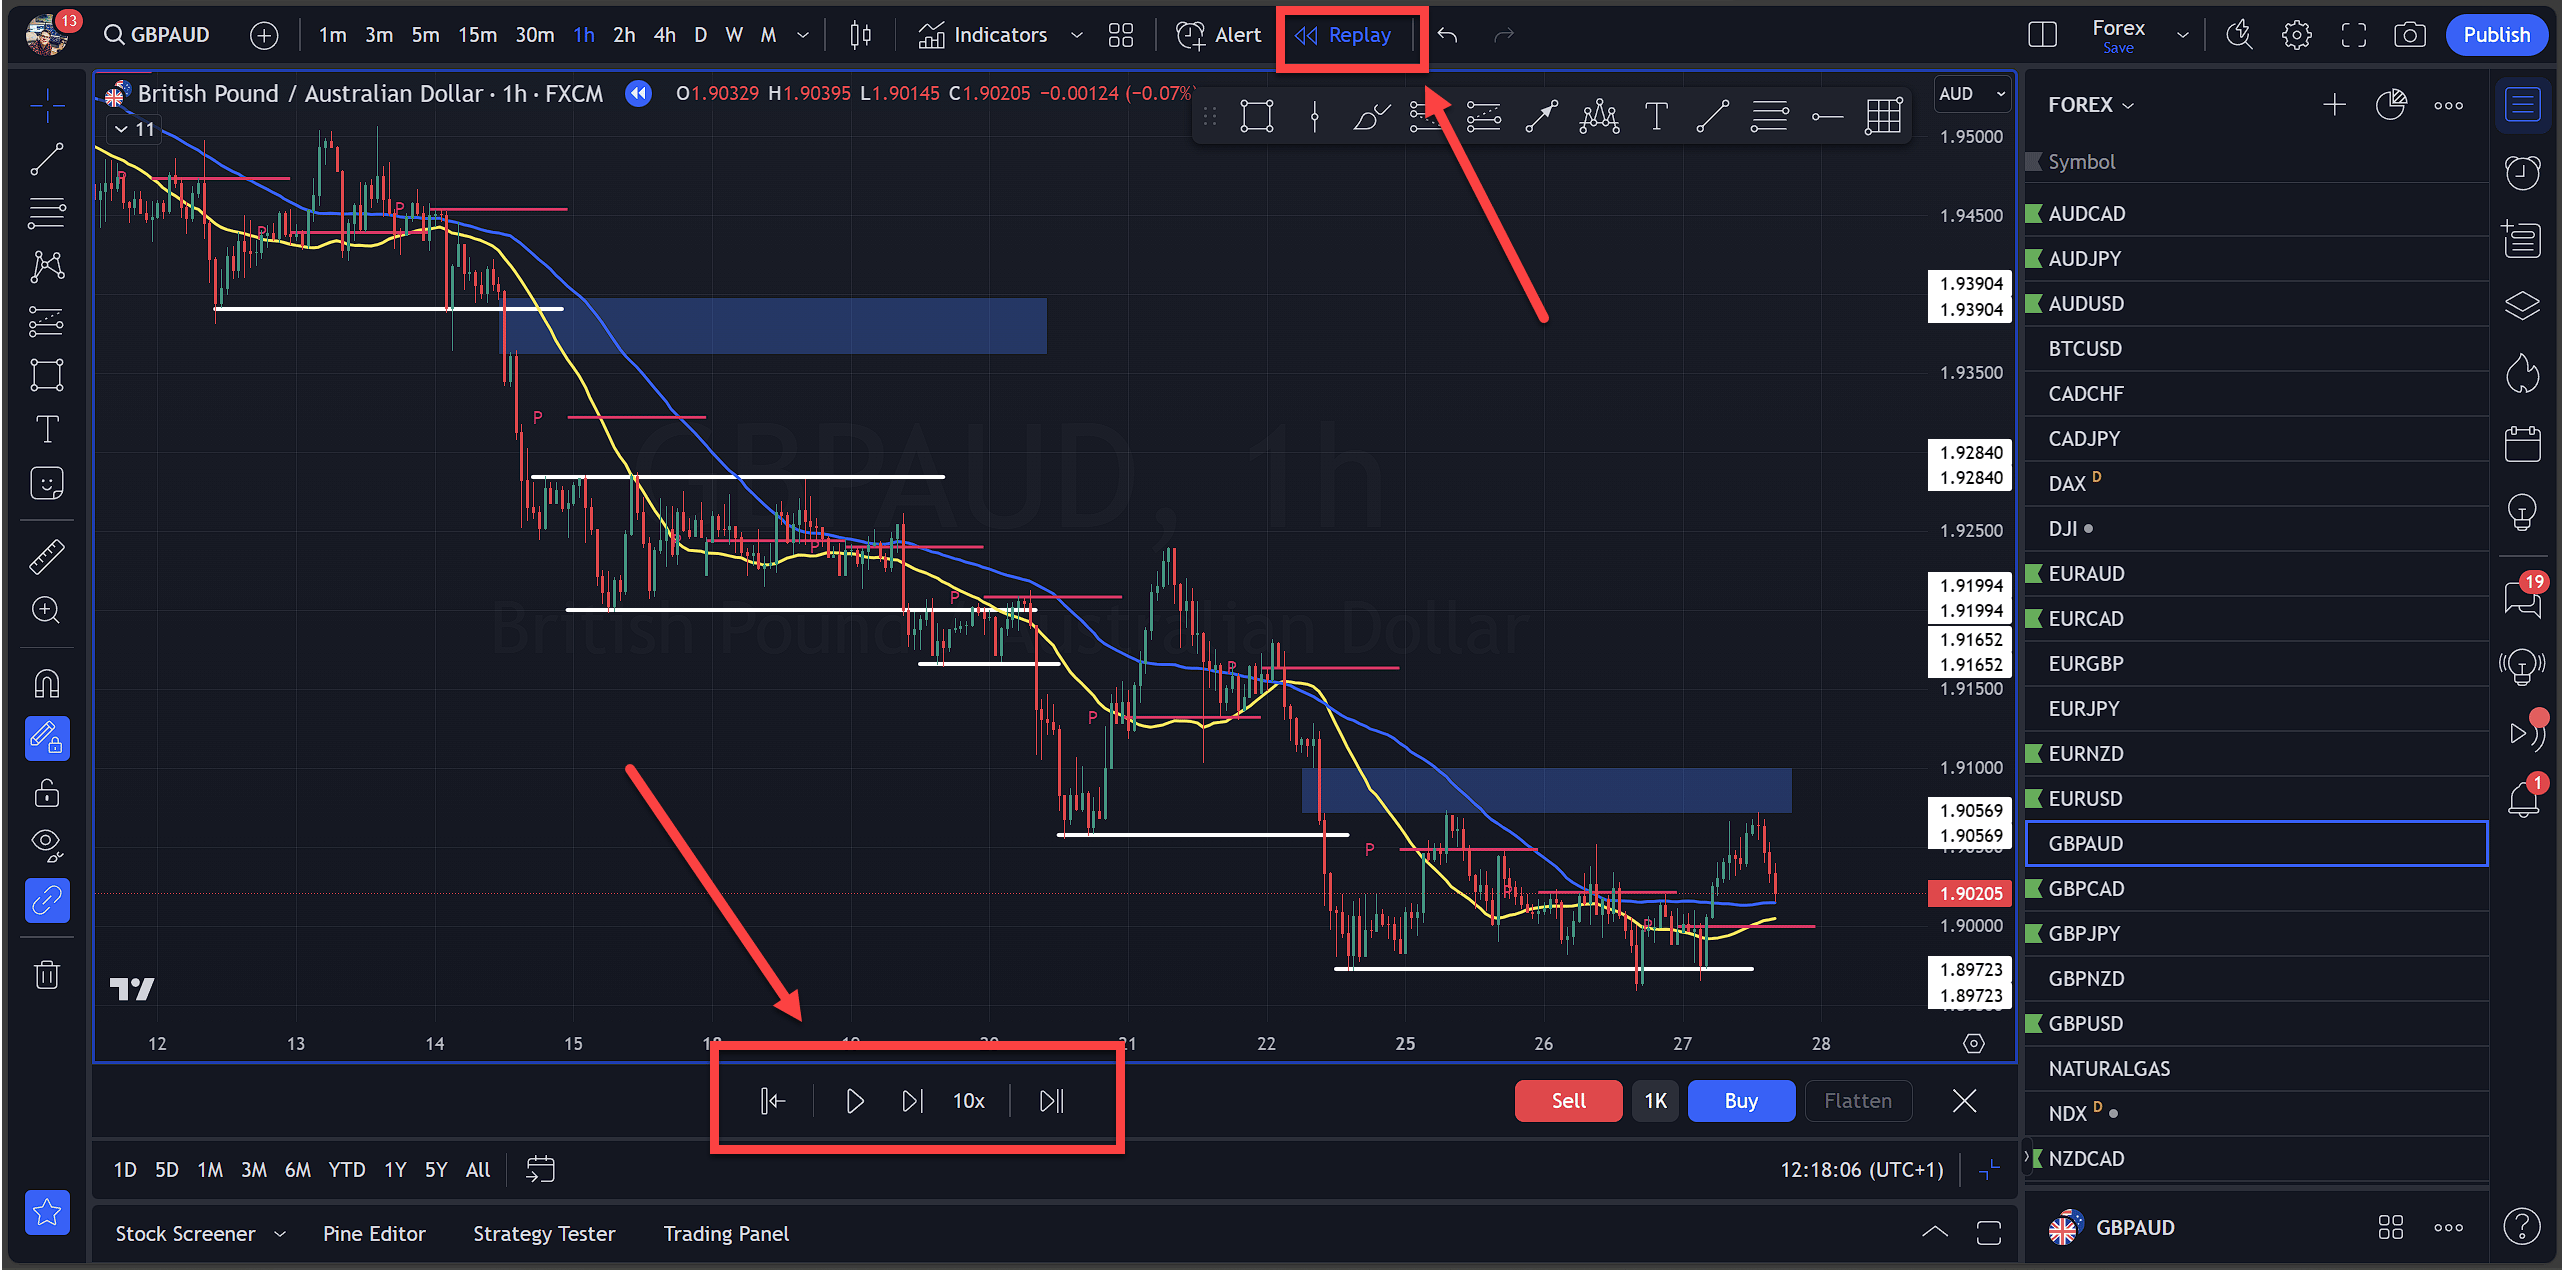 13
GBPAUD
1m 3m 5m 15m 30m 1h 2h 4h D W M
Indicators
Alert
Replay
Forex
Save
Publish
British Pound / Australian Dollar · 1h · FXCM
O1.90329 H1.90395 L1.90145 C1.90205 −0.00124 (−0.07%)
11
AUD
GBPAUD, 1h
British Pound / Australian Dollar
P
P
P
P
P
P
P
P
P
P
1.95000
1.94500
1.93904
1.93904
1.93500
1.92840
1.92840
1.92500
1.91994
1.91994
1.91652
1.91652
1.91500
1.91000
1.90569
1.90569
1.90205
1.90000
1.89723
1.89723
12 13 14 15 18 19 20 21 22 25 26 27 28
10x
Sell
1K
Buy
Flatten
1D 5D 1M 3M 6M YTD 1Y 5Y All
12:18:06 (UTC+1)
Stock Screener
Pine Editor
Strategy Tester
Trading Panel
FOREX
Symbol
AUDCAD
AUDJPY
AUDUSD
BTCUSD
CADCHF
CADJPY
DAX D
DJI
EURAUD
EURCAD
EURGBP
EURJPY
EURNZD
EURUSD
GBPAUD
GBPCAD
GBPJPY
GBPNZD
GBPUSD
NATURALGAS
NDX D
NZDCAD
GBPAUD
19
1